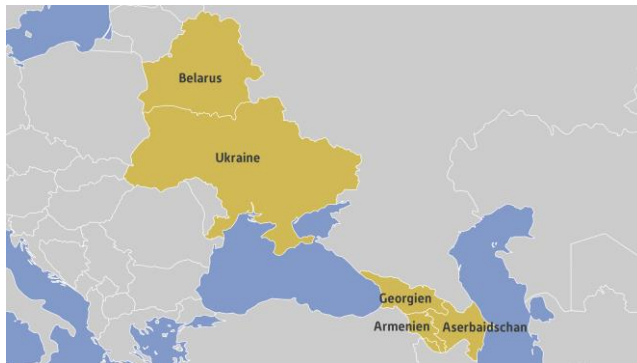 Belarus
Ukraine
Georgien
Armenien
Aserbaidschan